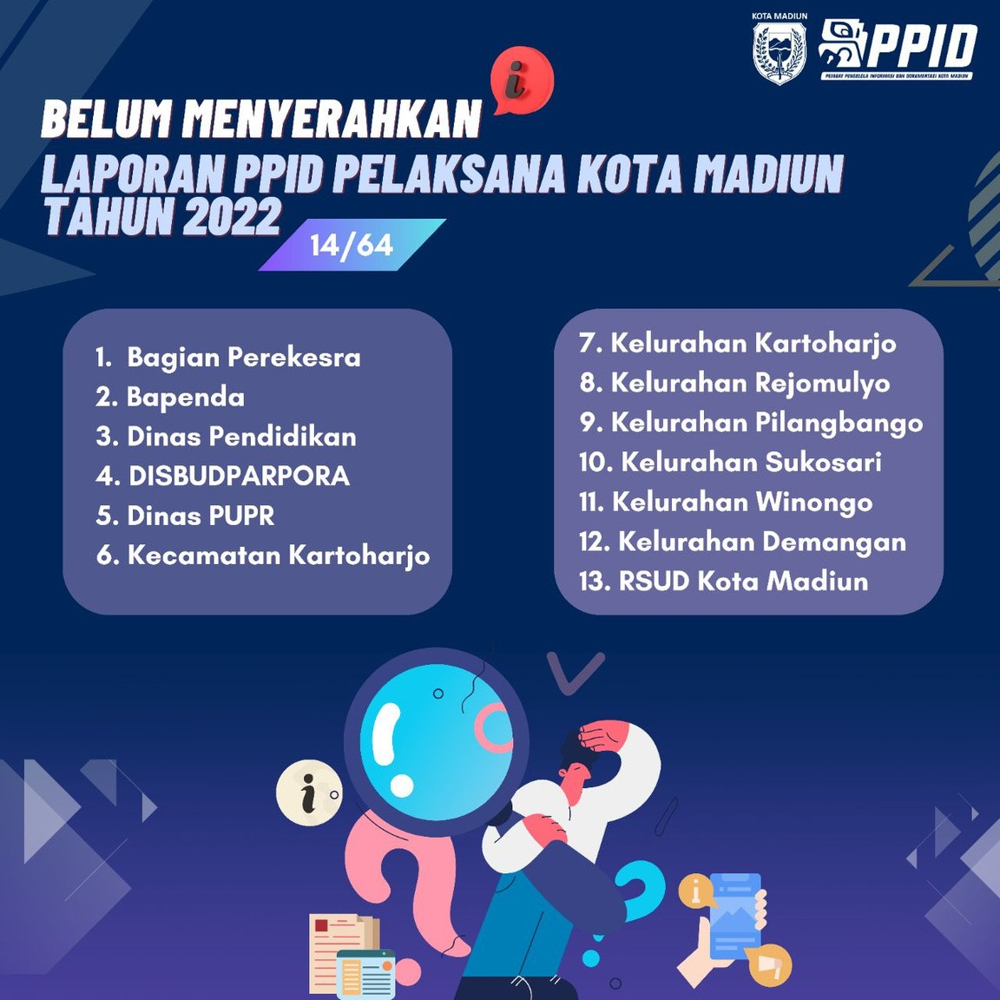 KOTA MADIUN
PPID
PEJABAT PENGELOLA INFORMASI DAN DOKUMENTASI KOTA MADIUN
i
BELUM MENYERAHKAN
LAPORAN PPID PELAKSANA KOTA MADIUN
TAHUN 2022
14/64
1. Bagian Perekesra
2. Bapenda
3. Dinas Pendidikan
4. DISBUDPARPORA
5. Dinas PUPR
6. Kecamatan Kartoharjo
7. Kelurahan Kartoharjo
8. Kelurahan Rejomulyo
9. Kelurahan Pilangbango
10. Kelurahan Sukosari
11. Kelurahan Winongo
12. Kelurahan Demangan
13. RSUD Kota Madiun
i
i